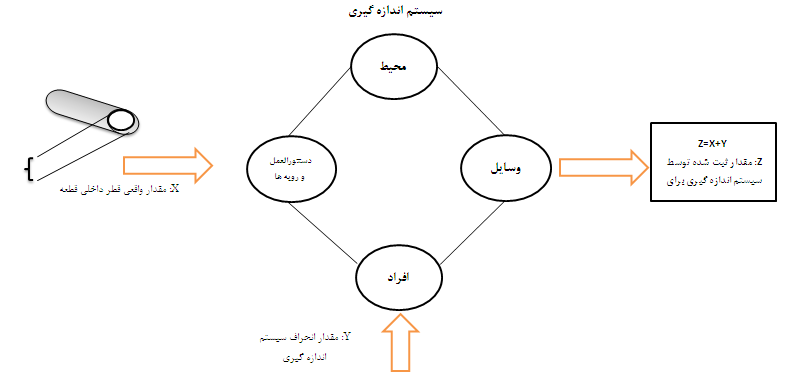 سیستم اندازه گیری
محیط
دستورالعمل
و رویه ها
وسایل
افراد
X: مقدار واقعی قطر داخلی قطعه
Y: مقدار انحراف سیستم
اندازه گیری
Z=X+Y
Z: مقدار ثبت شده توسط
سیستم اندازه گیری برای